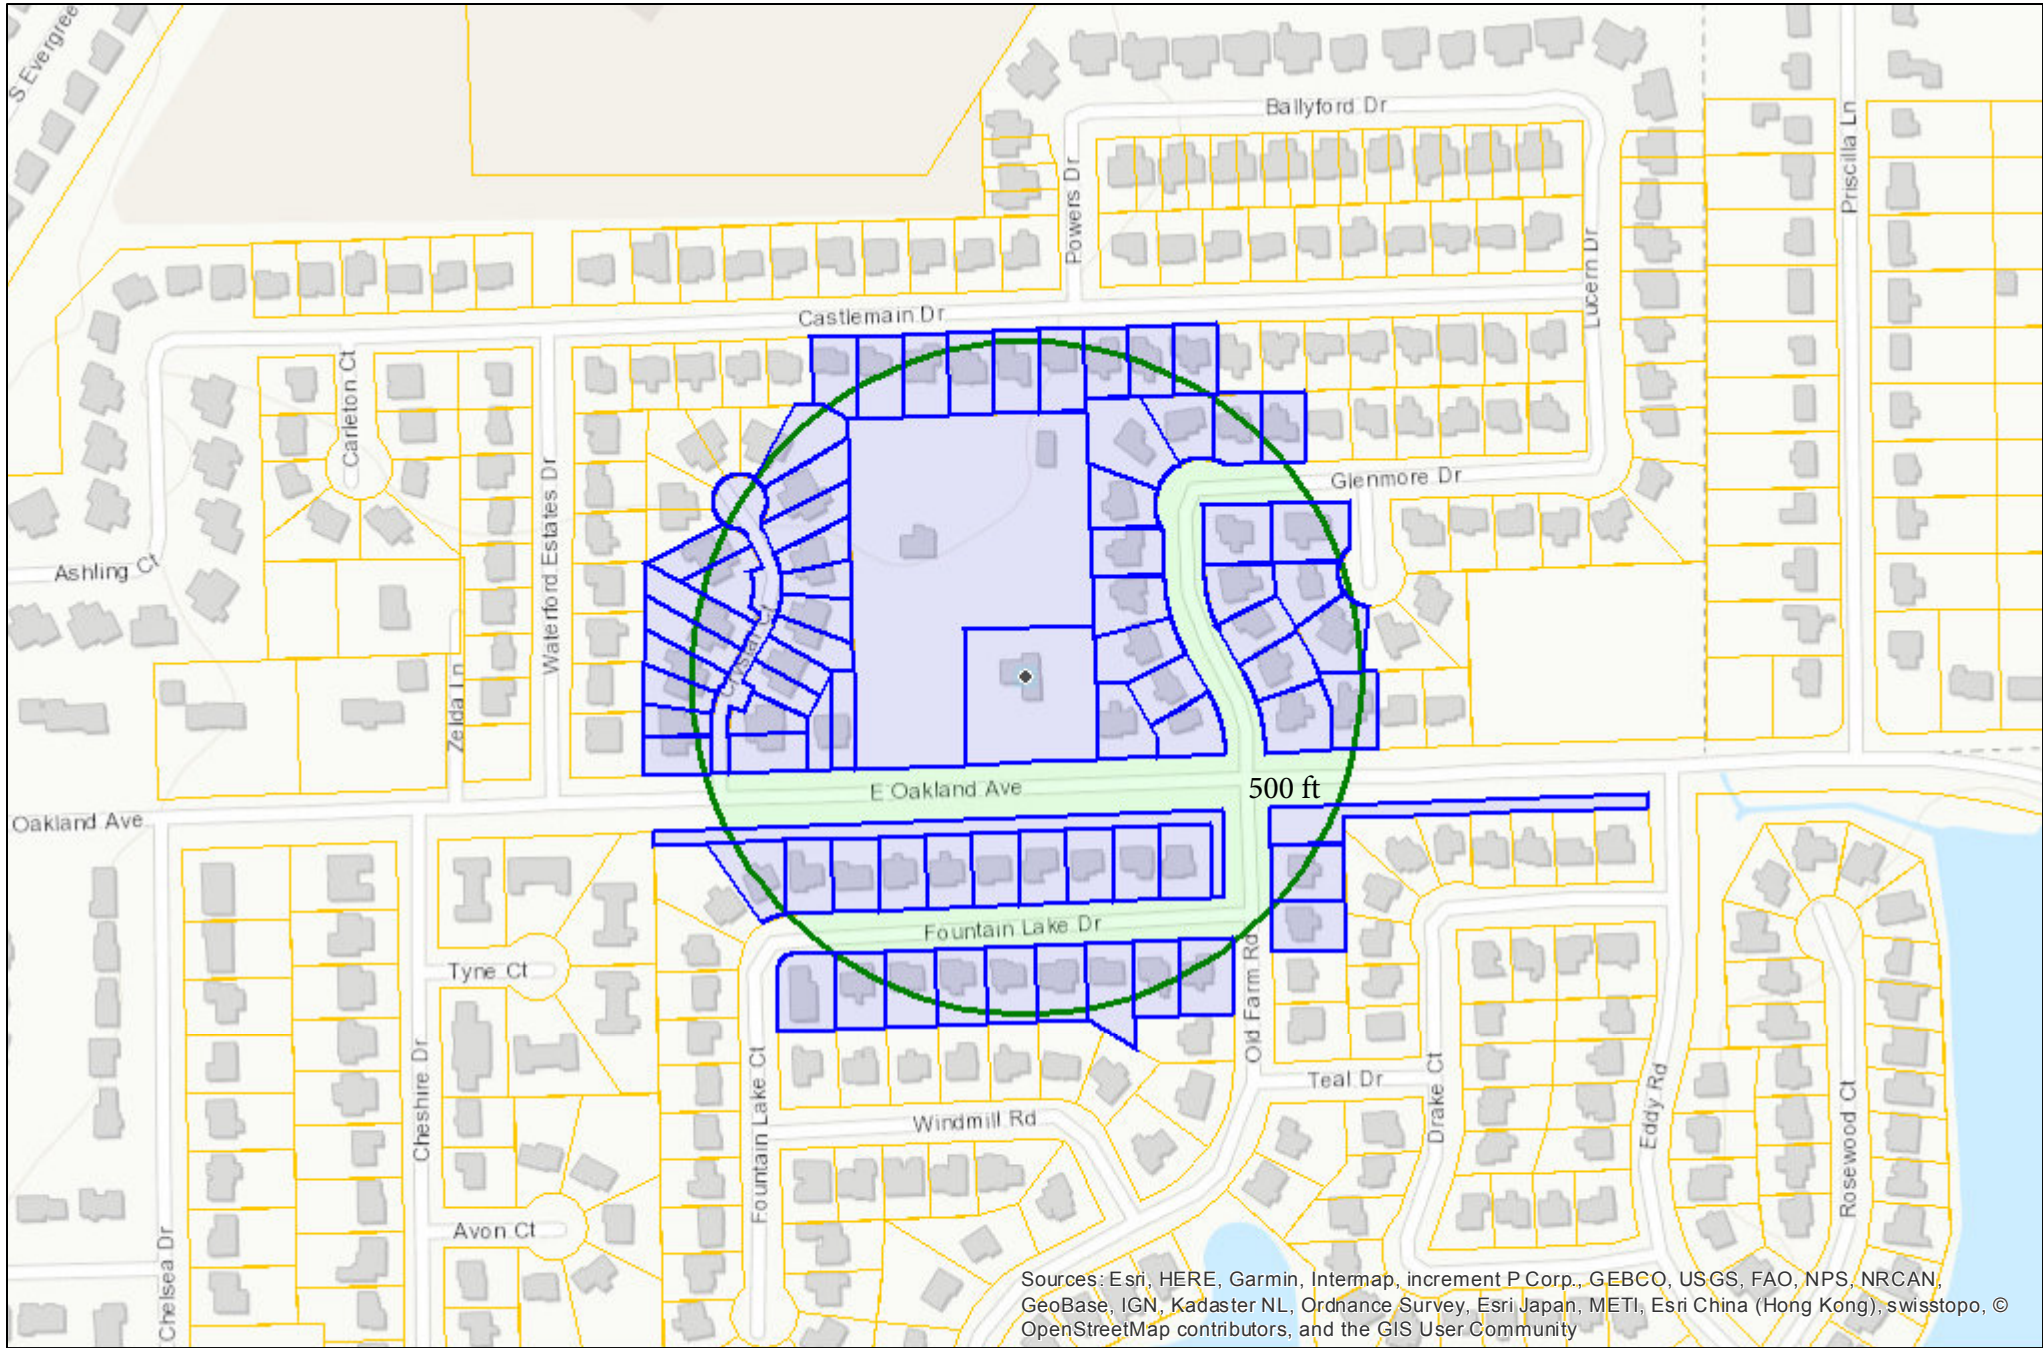 S Evergree
Ballyford Dr
Powers Dr
Priscilla Ln
Lucern Dr
Castlemain Dr
Carleton Ct
Waterford Estates Dr
Glenmore Dr
Ashling Ct
Crystal Ct
Zelda Ln
E Oakland Ave
500 ft
Oakland Ave
Fountain Lake Dr
Tyne Ct
Old Farm Rd
Cheshire Dr
Fountain Lake Ct
Teal Dr
Drake Ct
Eddy Rd
Rosewood Ct
Windmill Rd
Avon Ct
Chelsea Dr
Sources: Esri, HERE, Garmin, Intermap, increment P Corp., GEBCO, USGS, FAO, NPS, NRCAN,
GeoBase, IGN, Kadaster NL, Ordnance Survey, Esri Japan, METI, Esri China (Hong Kong), swisstopo, ©
OpenStreetMap contributors, and the GIS User Community